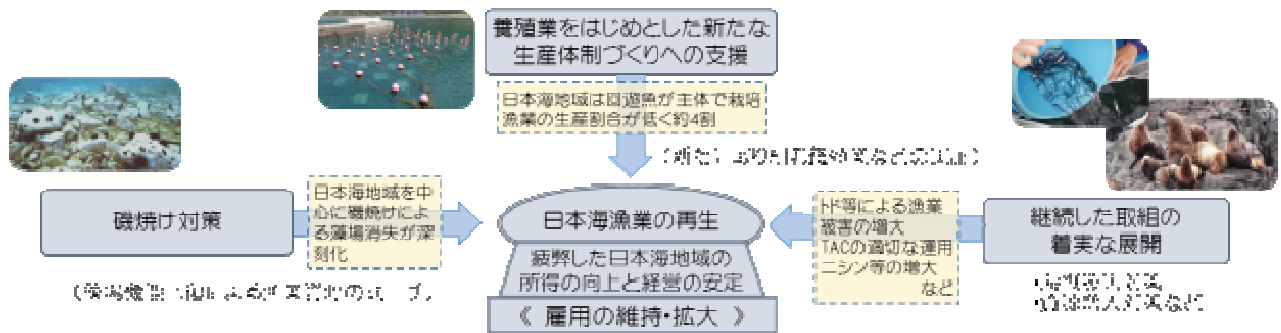 養殖業をはじめとした新たな
生産体制づくりへの支援
日本海地域は回遊魚が主体で栽培
漁業の生産割合が低く約4割
磯焼け対策
日本海地域を中
心に磯焼けによ
る藻場消失が深
刻化
日本海漁業の再生
疲弊した日本海地域の
所得の向上と経営の安定
《 雇用の維持・拡大 》
トド等による漁業
被害の増大
TACの適切な運用
ニシン等の増大
など
継続した取組の
着実な展開